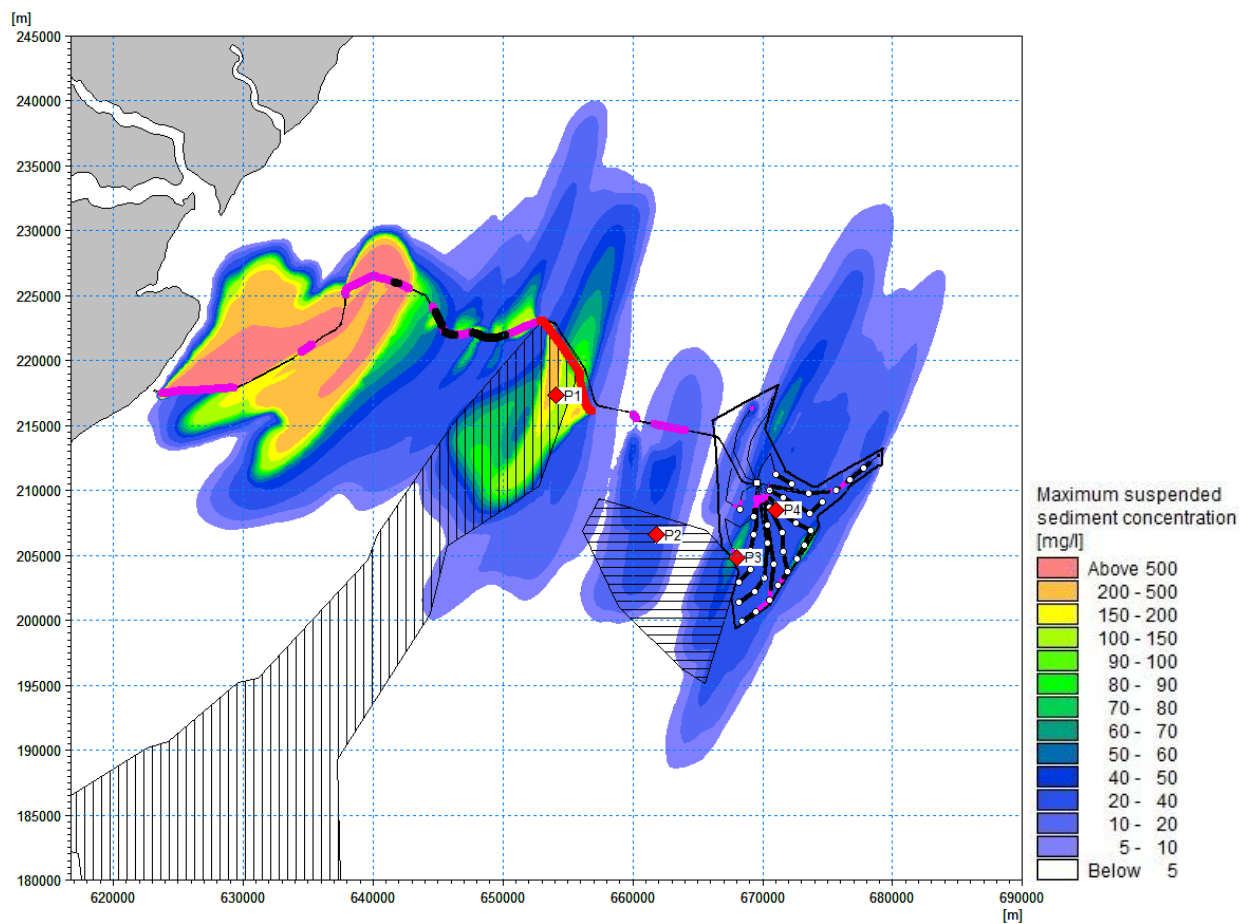 [m]
245000
240000
235000
230000
225000
220000
215000
210000
205000
200000
195000
190000
185000
180000
620000 630000 640000 650000 660000 670000 680000 690000
[m]
P1
P2
P3
P4
Maximum suspended
sediment concentration
[mg/l]
Above 500
200 - 500
150 - 200
100 - 150
90 - 100
80 - 90
70 - 80
60 - 70
50 - 60
40 - 50
20 - 40
10 - 20
5 - 10
Below 5